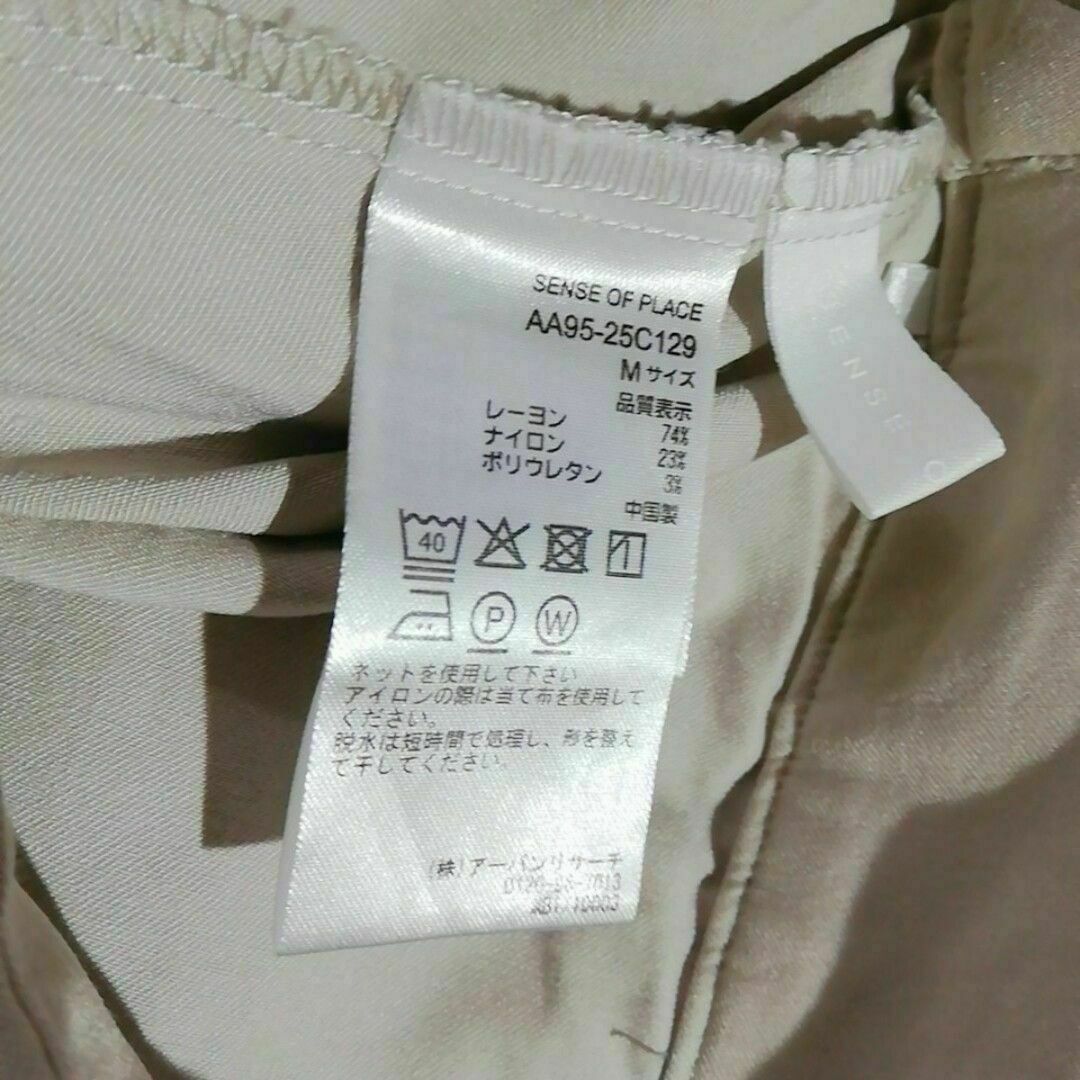 SENSE OF PLACE
AA95-25C129
Mサイズ
品質表示
レーヨン 74%
ナイロン 23%
ポリウレタン 3%
中国製
40
P W
ネットを使用して下さい
アイロンの際は当て布を使用して
ください。
脱水は短時間で処理し、形を整え
て干してください。
(株)アーバンリサーチ
SENSE O